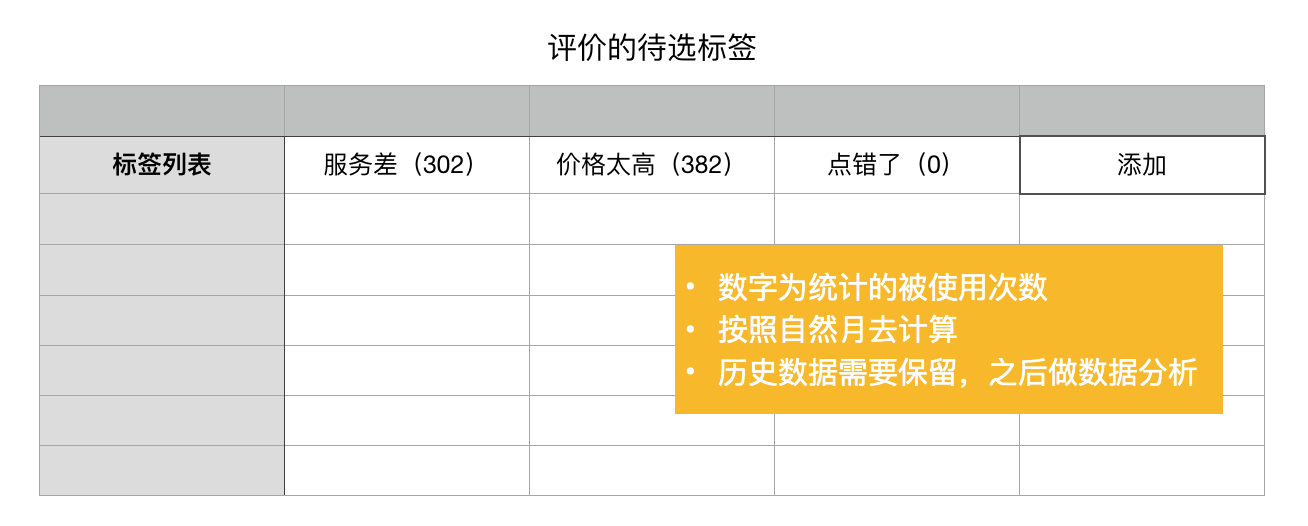 评价的待选标签
标签列表 服务差（302） 价格太高（382） 点错了（0） 添加
• 数字为统计的被使用次数
• 按照自然月去计算
• 历史数据需要保留，之后做数据分析